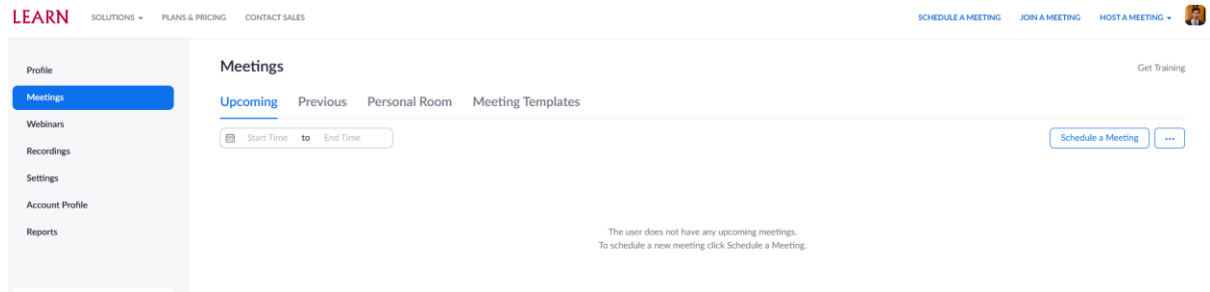 LEARN SOLUTIONS PLANS & PRICING CONTACT SALES SCHEDULE A MEETING JOIN A MEETING HOST A MEETING
Profile
Meetings
Webinars
Recordings
Settings
Account Profile
Reports
Meetings
Get Training
Upcoming Previous Personal Room Meeting Templates
Start Time to End Time
Schedule a Meeting ...
The user does not have any upcoming meetings.
To schedule a new meeting click Schedule a Meeting.